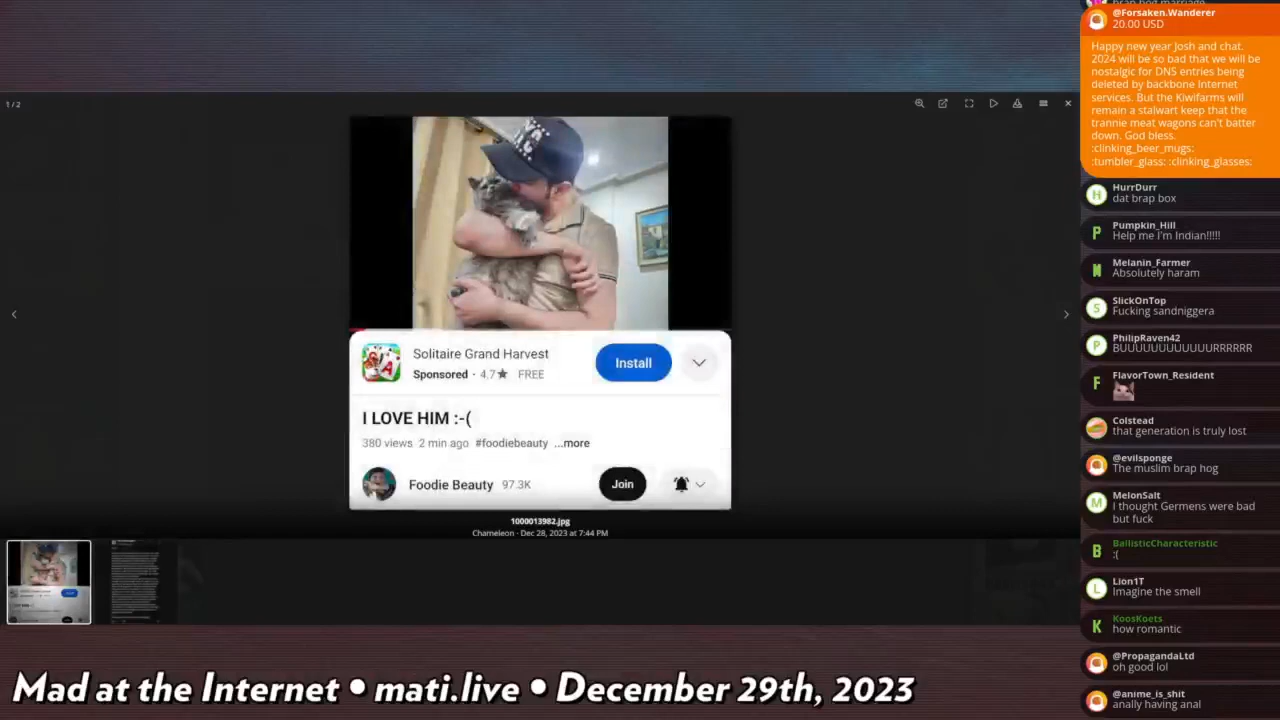 1 / 2
Solitaire Grand Harvest
Sponsored · 4.7★ FREE
Install
I LOVE HIM :-(
380 views 2 min ago #foodiebeauty ...more
Foodie Beauty 97.3K
Join
1000013982.jpg
Chameleon · Dec 28, 2023 at 7:44 PM
Mad at the Internet • mati.live • December 29th, 2023
@Forsaken.Wanderer
20.00 USD
Happy new year Josh and chat.
2024 will be so bad that we will be
nostalgic for DNS entries being
deleted by backbone internet
services. But the Kiwifarms will
remain a stalwart keep that the
trannie meat wagons can't batter
down. God bless.
:clinking_beer_mugs:
:tumbler_glass: :clinking_glasses:
HurrDurr
dat brap box
Pumpkin_Hill
Help me i'm Indian!!!!!
Melanin_Farmer
Absolutely haram
SlickOnTop
Fucking sandniggera
PhilipRaven42
BUUUUUUUUUUUURRRRRR
FlavorTown_Resident
Colstead
that generation is truly lost
@evilsponge
The muslim brap hog
MelonSalt
I thought Germens were bad
but fuck
BallisticCharacteristic
:(
Lion1T
Imagine the smell
KoosKoets
how romantic
@PropagandaLtd
oh good lol
@anime_is_shit
anally having anal